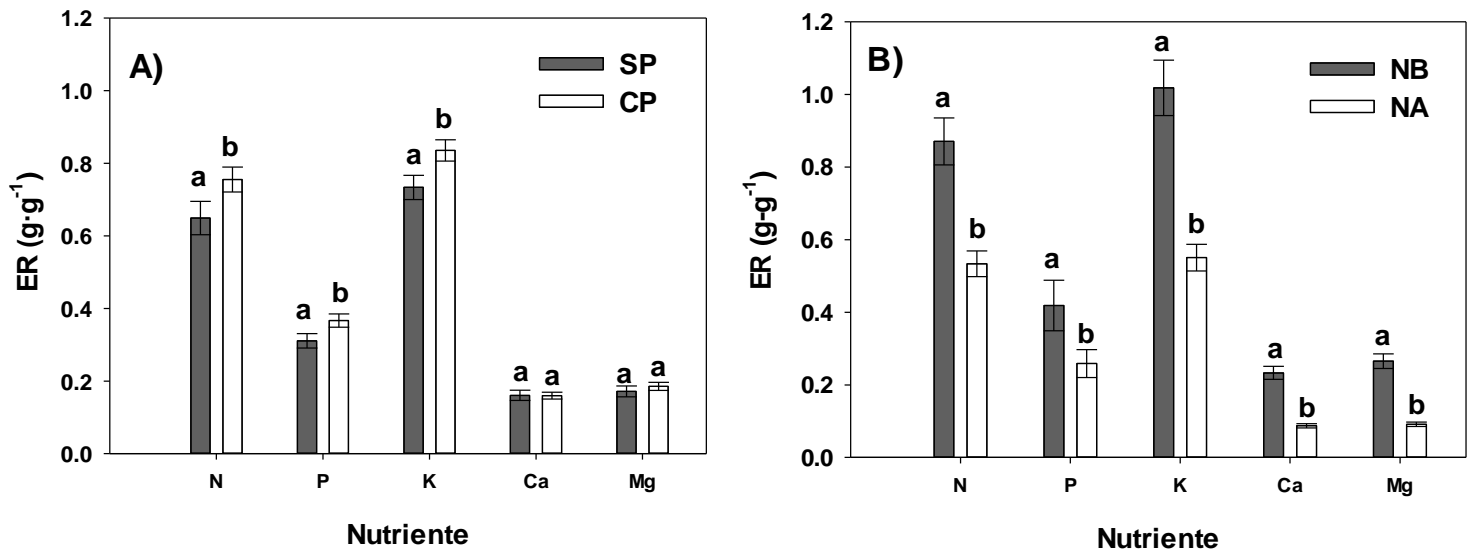 A)
SP
CP
ER (g·g⁻¹)
1.2
1.0
0.8
0.6
0.4
0.2
0.0
a b a b a b a a a a
N P K Ca Mg
Nutriente
B)
NB
NA
ER (g-g⁻¹)
1.2
1.0
0.8
0.6
0.4
0.2
0.0
a b a b a b a b a b
N P K Ca Mg
Nutriente